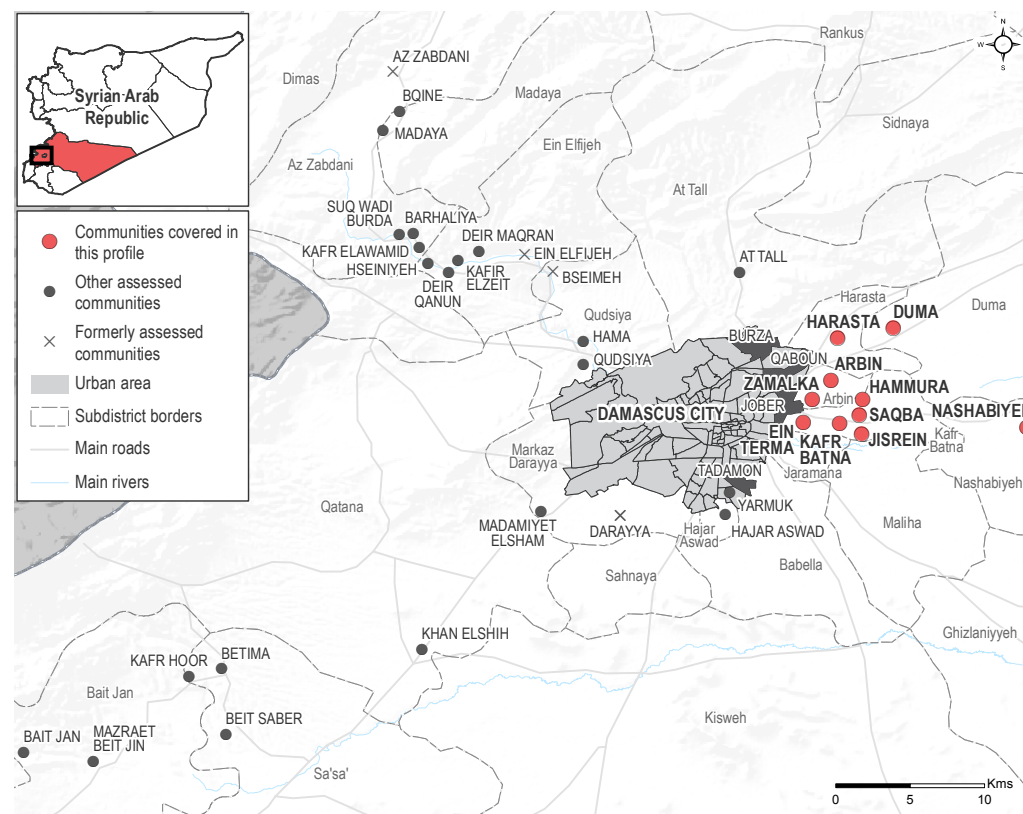 Syrian Arab
Republic
Communities covered in
this profile
Other assessed
communities
Formerly assessed
communities
Urban area
Subdistrict borders
Main roads
Main rivers
N
W
S
Rankus
AZ ZABDANI
Dimas
BQINE
Madaya
MADAYA
Sidnaya
Ein Elfijeh
Az Zabdani
At Tall
SUQ WADI
BURDA
BARHALIYA
DEIR MAQRAN
KAFR ELAWAMID
EIN ELFIJEH
HSEINIYEH
KAFIR
ELZEIT
BSEIMEH
DEIR
QANUN
AT TALL
Harasta
Duma
Qudsiya
DUMA
HARASTA
HAMA
BURZA
QUDSIYA
QABOUN
ARBIN
ZAMALKA
HAMMURA
Arbin
JOBER
DAMASCUS CITY
SAQBA
NASHABIYEH
EIN
TERMA
KAFR
BATNA
JISREIN
Kafr
Batna
Markaz
Darayya
TADAMON
Jaramana
Nashabiyeh
Qatana
YARMUK
MADAMIYET
ELSHAM
DARAYYA
Hajar
Aswad
HAJAR ASWAD
Maliha
Sahnaya
Babella
KHAN ELSHIH
Ghizlaniyyeh
KAFR HOOR
BETIMA
Bait Jan
BEIT SABER
Kisweh
BAIT JAN
MAZRAET
BEIT JIN
Sa'sa'
Kms
0
5
10